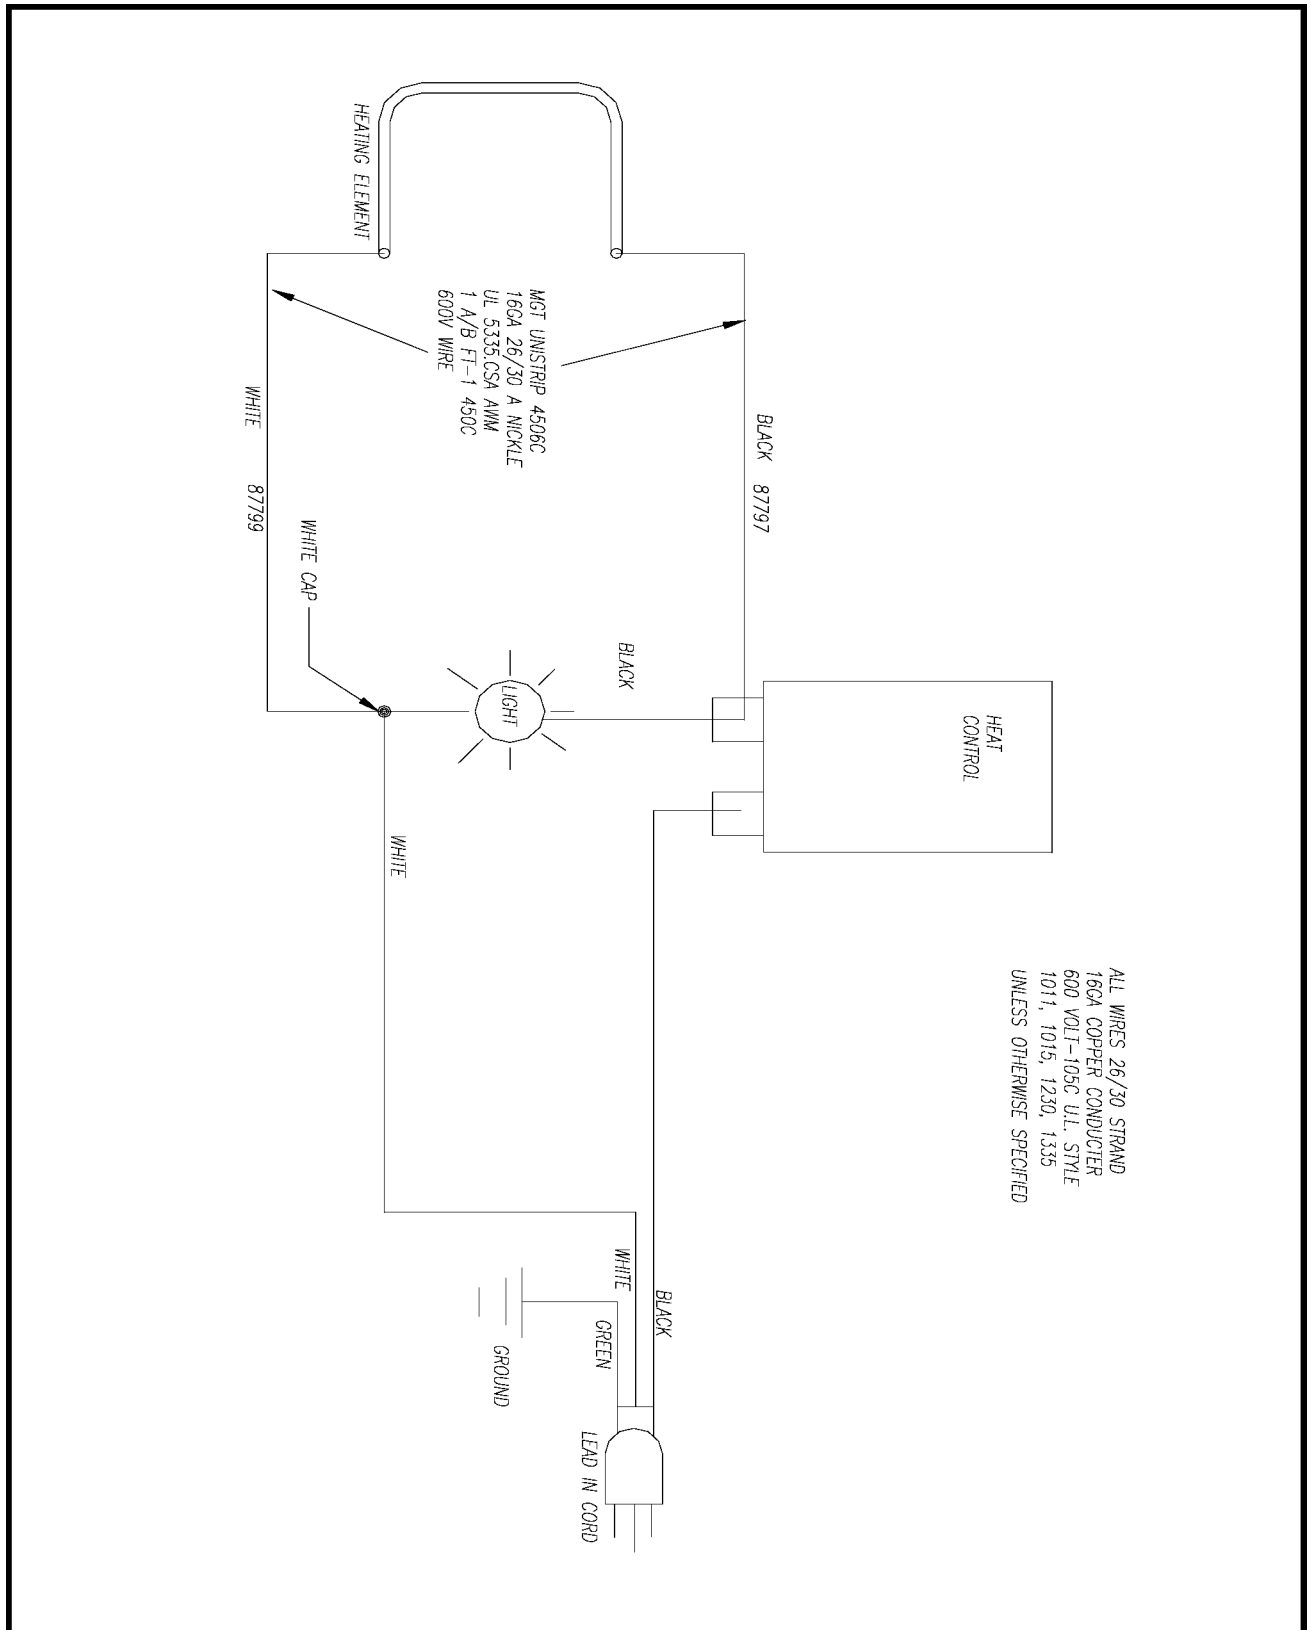 ALL WIRES 26/30 STRAND
16GA COPPER CONDUCTER
600 VOLT-105C U.L. STYLE
1011, 1015, 1230, 1335
UNLESS OTHERWISE SPECIFIED
HEAT
CONTROL
BLACK 87797
BLACK
MGT UNISTRIP 4506C
16GA 26/30 A NICKLE
UL 5335.CSA AWM
1 A/B FT-1 450C
600V WIRE
HEATING ELEMENT
LIGHT
WHITE 87799
WHITE CAP
WHITE
BLACK
WHITE
GREEN
GROUND
LEAD IN CORD